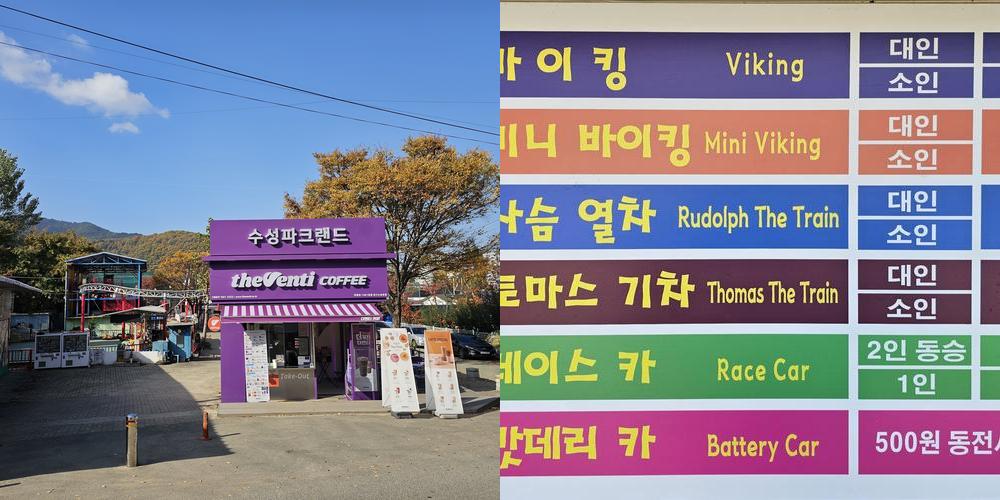 수성파크랜드
theVenti COFFEE
Take-Out
바이킹 Viking 대인
소인
미니 바이킹 Mini Viking 대인
소인
사슴 열차 Rudolph The Train 대인
소인
토마스 기차 Thomas The Train 대인
소인
레이스 카 Race Car 2인 동승
1인
밧데리 카 Battery Car 500원 동전